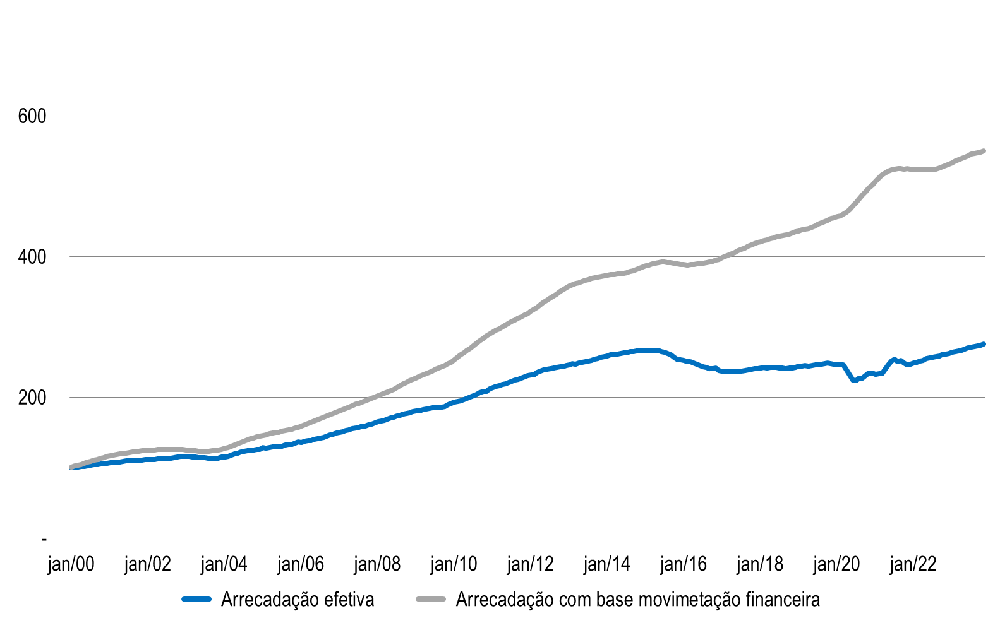 600
400
200
-
jan/00 jan/02 jan/04 jan/06 jan/08 jan/10 jan/12 jan/14 jan/16 jan/18 jan/20 jan/22
Arrecadação efetiva Arrecadação com base movimetação financeira